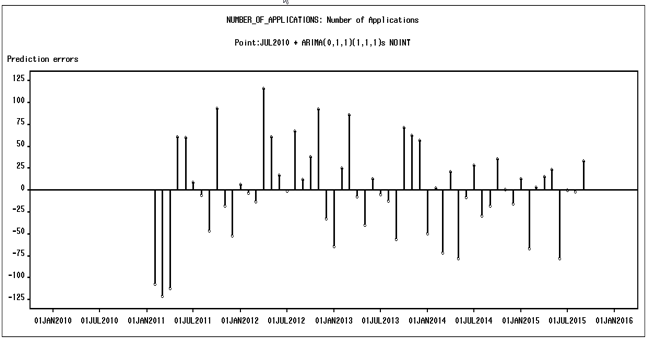 NUMBER_OF_APPLICATIONS: Number of Applications
Point:JUL2010 + ARIMA(0,1,1)(1,1,1)s NOINT
Prediction errors
125
100
75
50
25
0
-25
-50
-75
-100
-125
01JAN2010 01JUL2010 01JAN2011 01JUL2011 01JAN2012 01JUL2012 01JAN2013 01JUL2013 01JAN2014 01JUL2014 01JAN2015 01JUL2015 01JAN2016